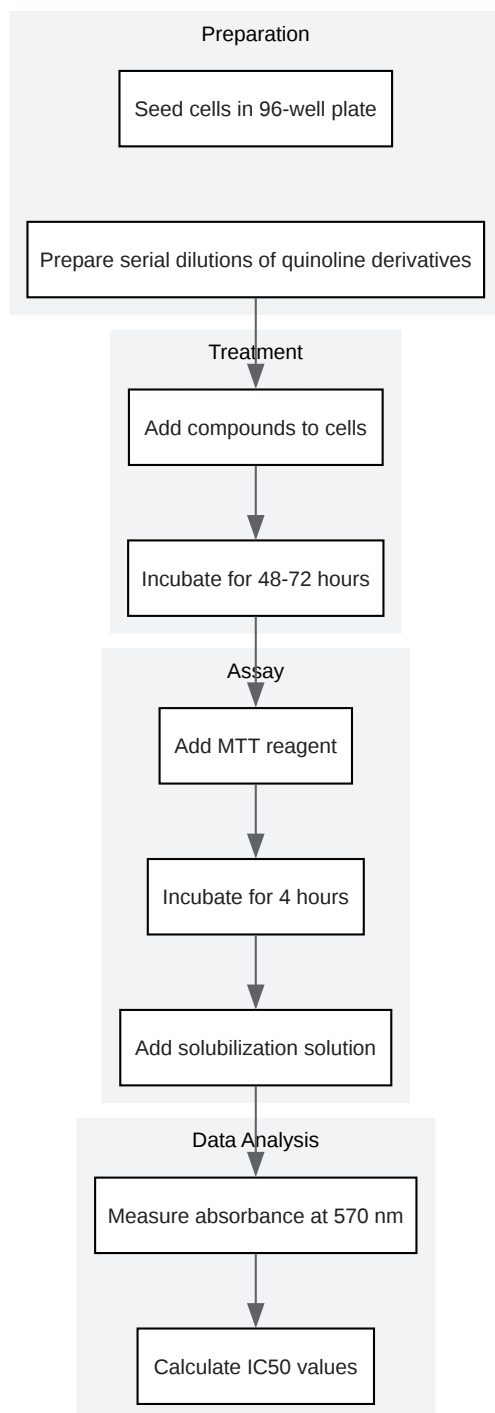 Preparation
Seed cells in 96-well plate
Prepare serial dilutions of quinoline derivatives
Treatment
Add compounds to cells
Incubate for 48-72 hours
Assay
Add MTT reagent
Incubate for 4 hours
Add solubilization solution
Data Analysis
Measure absorbance at 570 nm
Calculate IC50 values